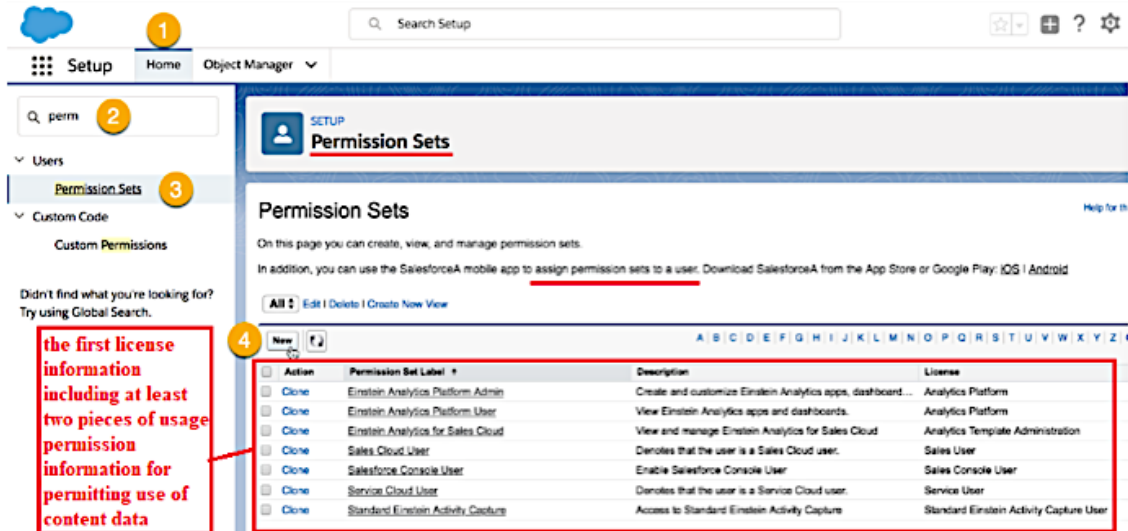 1
Search Setup
Setup Home Object Manager
perm 2
SETUP
Permission Sets
Users
Permission Sets 3
Custom Code
Custom Permissions
Permission Sets
Help for th
On this page you can create, view, and manage permission sets.
In addition, you can use the SalesforceA mobile app to assign permission sets to a user. Download SalesforceA from the App Store or Google Play: iOS | Android
Didn't find what you're looking for?
Try using Global Search.
All Edit | Delete | Create New View
the first license
information
including at least
two pieces of usage
permission
information for
permitting use of
content data
4 New A B C D E F G H I J K L M N O P Q R S T U V W X Y Z
Action Permission Set Label ↑ Description License
Clone Einstein Analytics Platform Admin Create and customize Einstein Analytics apps, dashboard... Analytics Platform
Clone Einstein Analytics Platform User View Einstein Analytics apps and dashboards. Analytics Platform
Clone Einstein Analytics for Sales Cloud View and manage Einstein Analytics for Sales Cloud Analytics Template Administration
Clone Sales Cloud User Denotes that the user is a Sales Cloud user. Sales User
Clone Salesforce Console User Enable Salesforce Console User Sales Console User
Clone Service Cloud User Denotes that the user is a Service Cloud user. Service User
Clone Standard Einstein Activity Capture Access to Standard Einstein Activity Capture Standard Einstein Activity Capture User